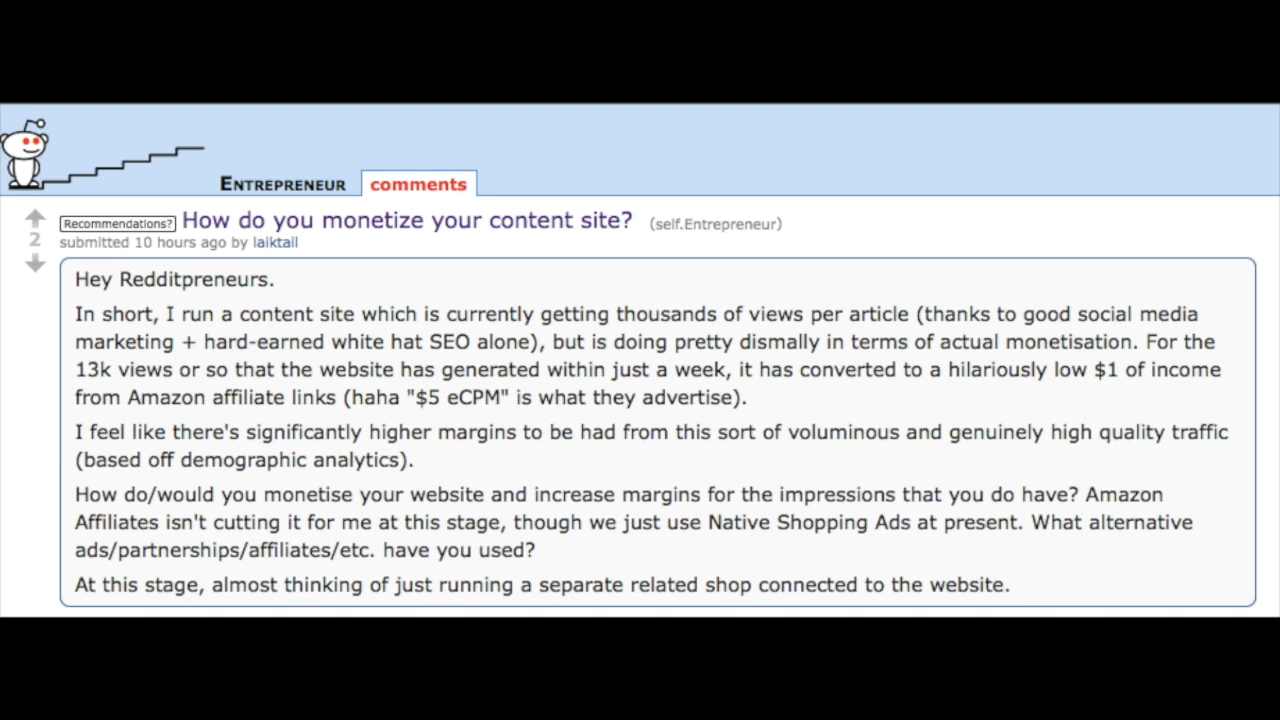 ENTREPRENEUR comments
Recommendations? How do you monetize your content site? (self.Entrepreneur)
2
submitted 10 hours ago by laiktail
Hey Redditpreneurs.
In short, I run a content site which is currently getting thousands of views per article (thanks to good social media
marketing + hard-earned white hat SEO alone), but is doing pretty dismally in terms of actual monetisation. For the
13k views or so that the website has generated within just a week, it has converted to a hilariously low $1 of income
from Amazon affiliate links (haha "$5 eCPM" is what they advertise).
I feel like there's significantly higher margins to be had from this sort of voluminous and genuinely high quality traffic
(based off demographic analytics).
How do/would you monetise your website and increase margins for the impressions that you do have? Amazon
Affiliates isn't cutting it for me at this stage, though we just use Native Shopping Ads at present. What alternative
ads/partnerships/affiliates/etc. have you used?
At this stage, almost thinking of just running a separate related shop connected to the website.